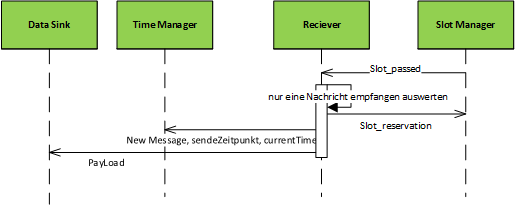 Data Sink
Time Manager
Reciever
Slot Manager
Slot_passed
nur eine Nachricht empfangen auswerten
Slot_reservation
New Message, sendeZeitpunkt, currentTime
PayLoad